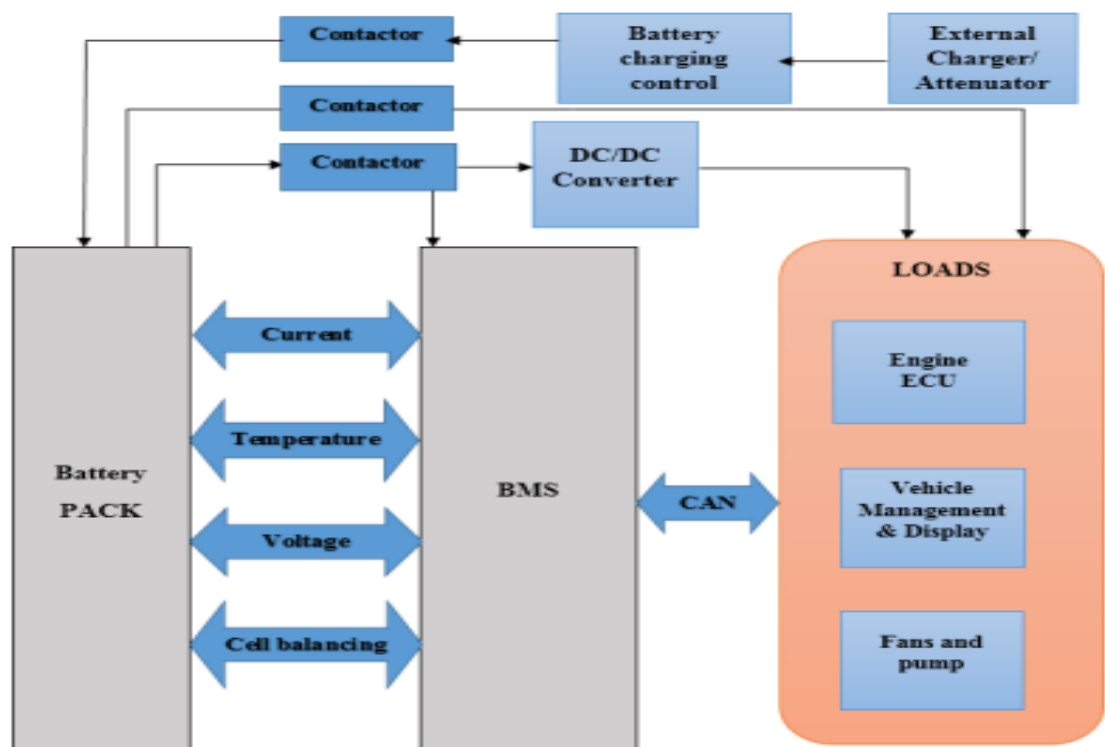 Contactor
Battery
charging
control
External
Charger/
Attenuator
Contactor
Contactor
DC/DC
Converter
LOADS
Current
Engine
ECU
Temperature
Battery
PACK
BMS
CAN
Vehicle
Management
& Display
Voltage
Cell balancing
Fans and
pump